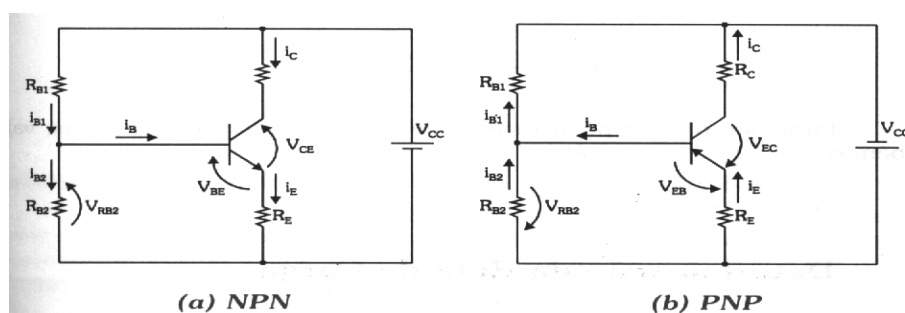 i_C
R_B1
i_B1
i_B
V_CE
V_CC
i_B2
V_BE
i_E
R_B2
V_RB2
R_E
(a) NPN
i_C
R_C
R_B1
i_B1
i_B
V_EC
V_CC
i_B2
V_EB
i_E
R_B2
V_RB2
R_E
(b) PNP